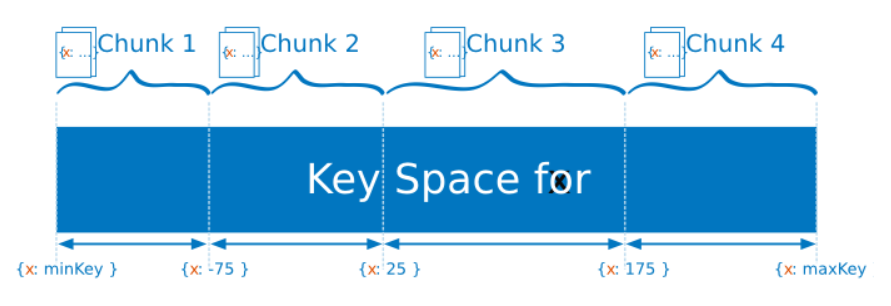 {x: ...} Chunk 1 {x: ...} Chunk 2 {x: ...} Chunk 3 {x: ...} Chunk 4
Key Space for x
{x: minKey } {x: -75 } {x: 25 } {x: 175 } {x: maxKey